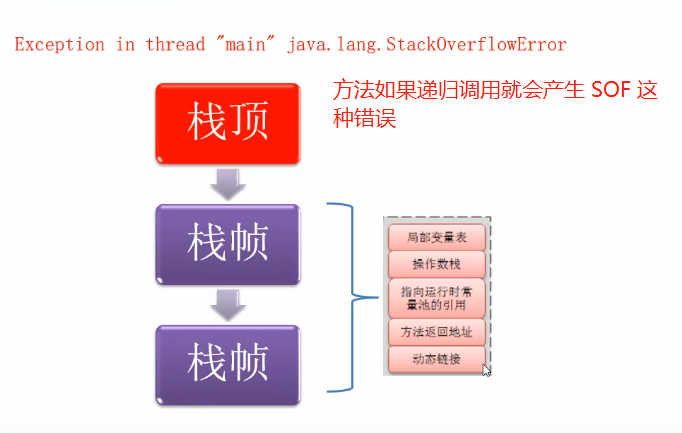 Exception in thread "main" java.lang.StackOverflowError
方法如果递归调用就会产生 SOF 这
种错误
栈顶
栈帧
局部变量表
操作数栈
指向运行时常
量池的引用
方法返回地址
动态链接
栈帧